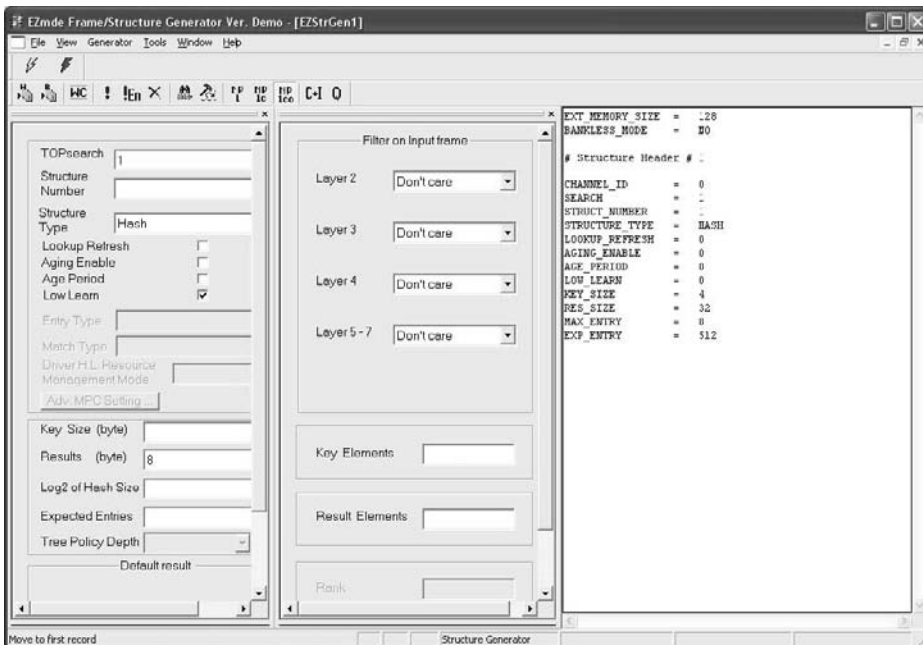 EZmde Frame/Structure Generator Ver. Demo - [EZStrGen1]
File View Generator Tools Window Help
WC ! !En C+I Q
TOPsearch 1
Structure Number
Structure Type Hash
Lookup Refresh
Aging Enable
Age Period
Low Learn
Entry Type
Match Type
Driver H.L. Resource Management Mode
Adv. MPC Setting ...
Key Size (byte)
Results (byte) 8
Log2 of Hash Size
Expected Entries
Tree Policy Depth
Default result
Filter on Input frame
Layer 2 Don't care
Layer 3 Don't care
Layer 4 Don't care
Layer 5 - 7 Don't care
Key Elements
Result Elements
Rank
EXT_MEMORY_SIZE = 128
BANKLESS_MODE = NO
# Structure Header #
CHANNEL_ID = 0
SEARCH =
STRUCT_NUMBER =
STRUCTURE_TYPE = HASH
LOOKUP_REFRESH = 0
AGING_ENABLE = 0
AGE_PERIOD = 0
LOW_LEARN = 0
KEY_SIZE = 4
RES_SIZE = 32
MAX_ENTRY = 8
EXP_ENTRY = 512
Move to first record
Structure Generator